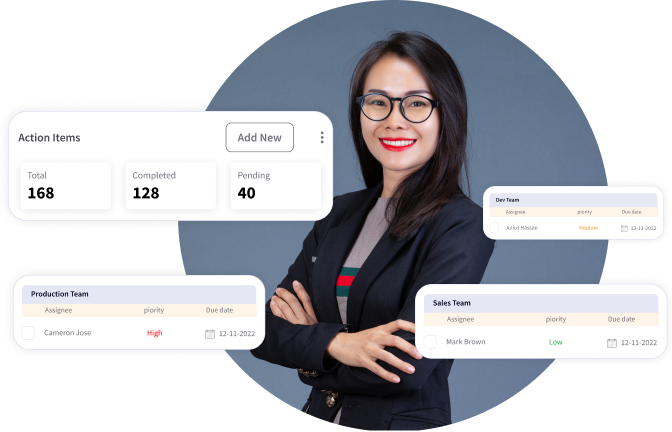 Action Items
Add New
Total
Completed
Pending
168
128
40
Dev Team
Assignee piority Due date
Julius Hassan Medium 12-11-2022
Production Team
Assignee piority Due date
Cameron Jose High 12-11-2022
Sales Team
Assignee piority Due date
Mark Brown Low 12-11-2022